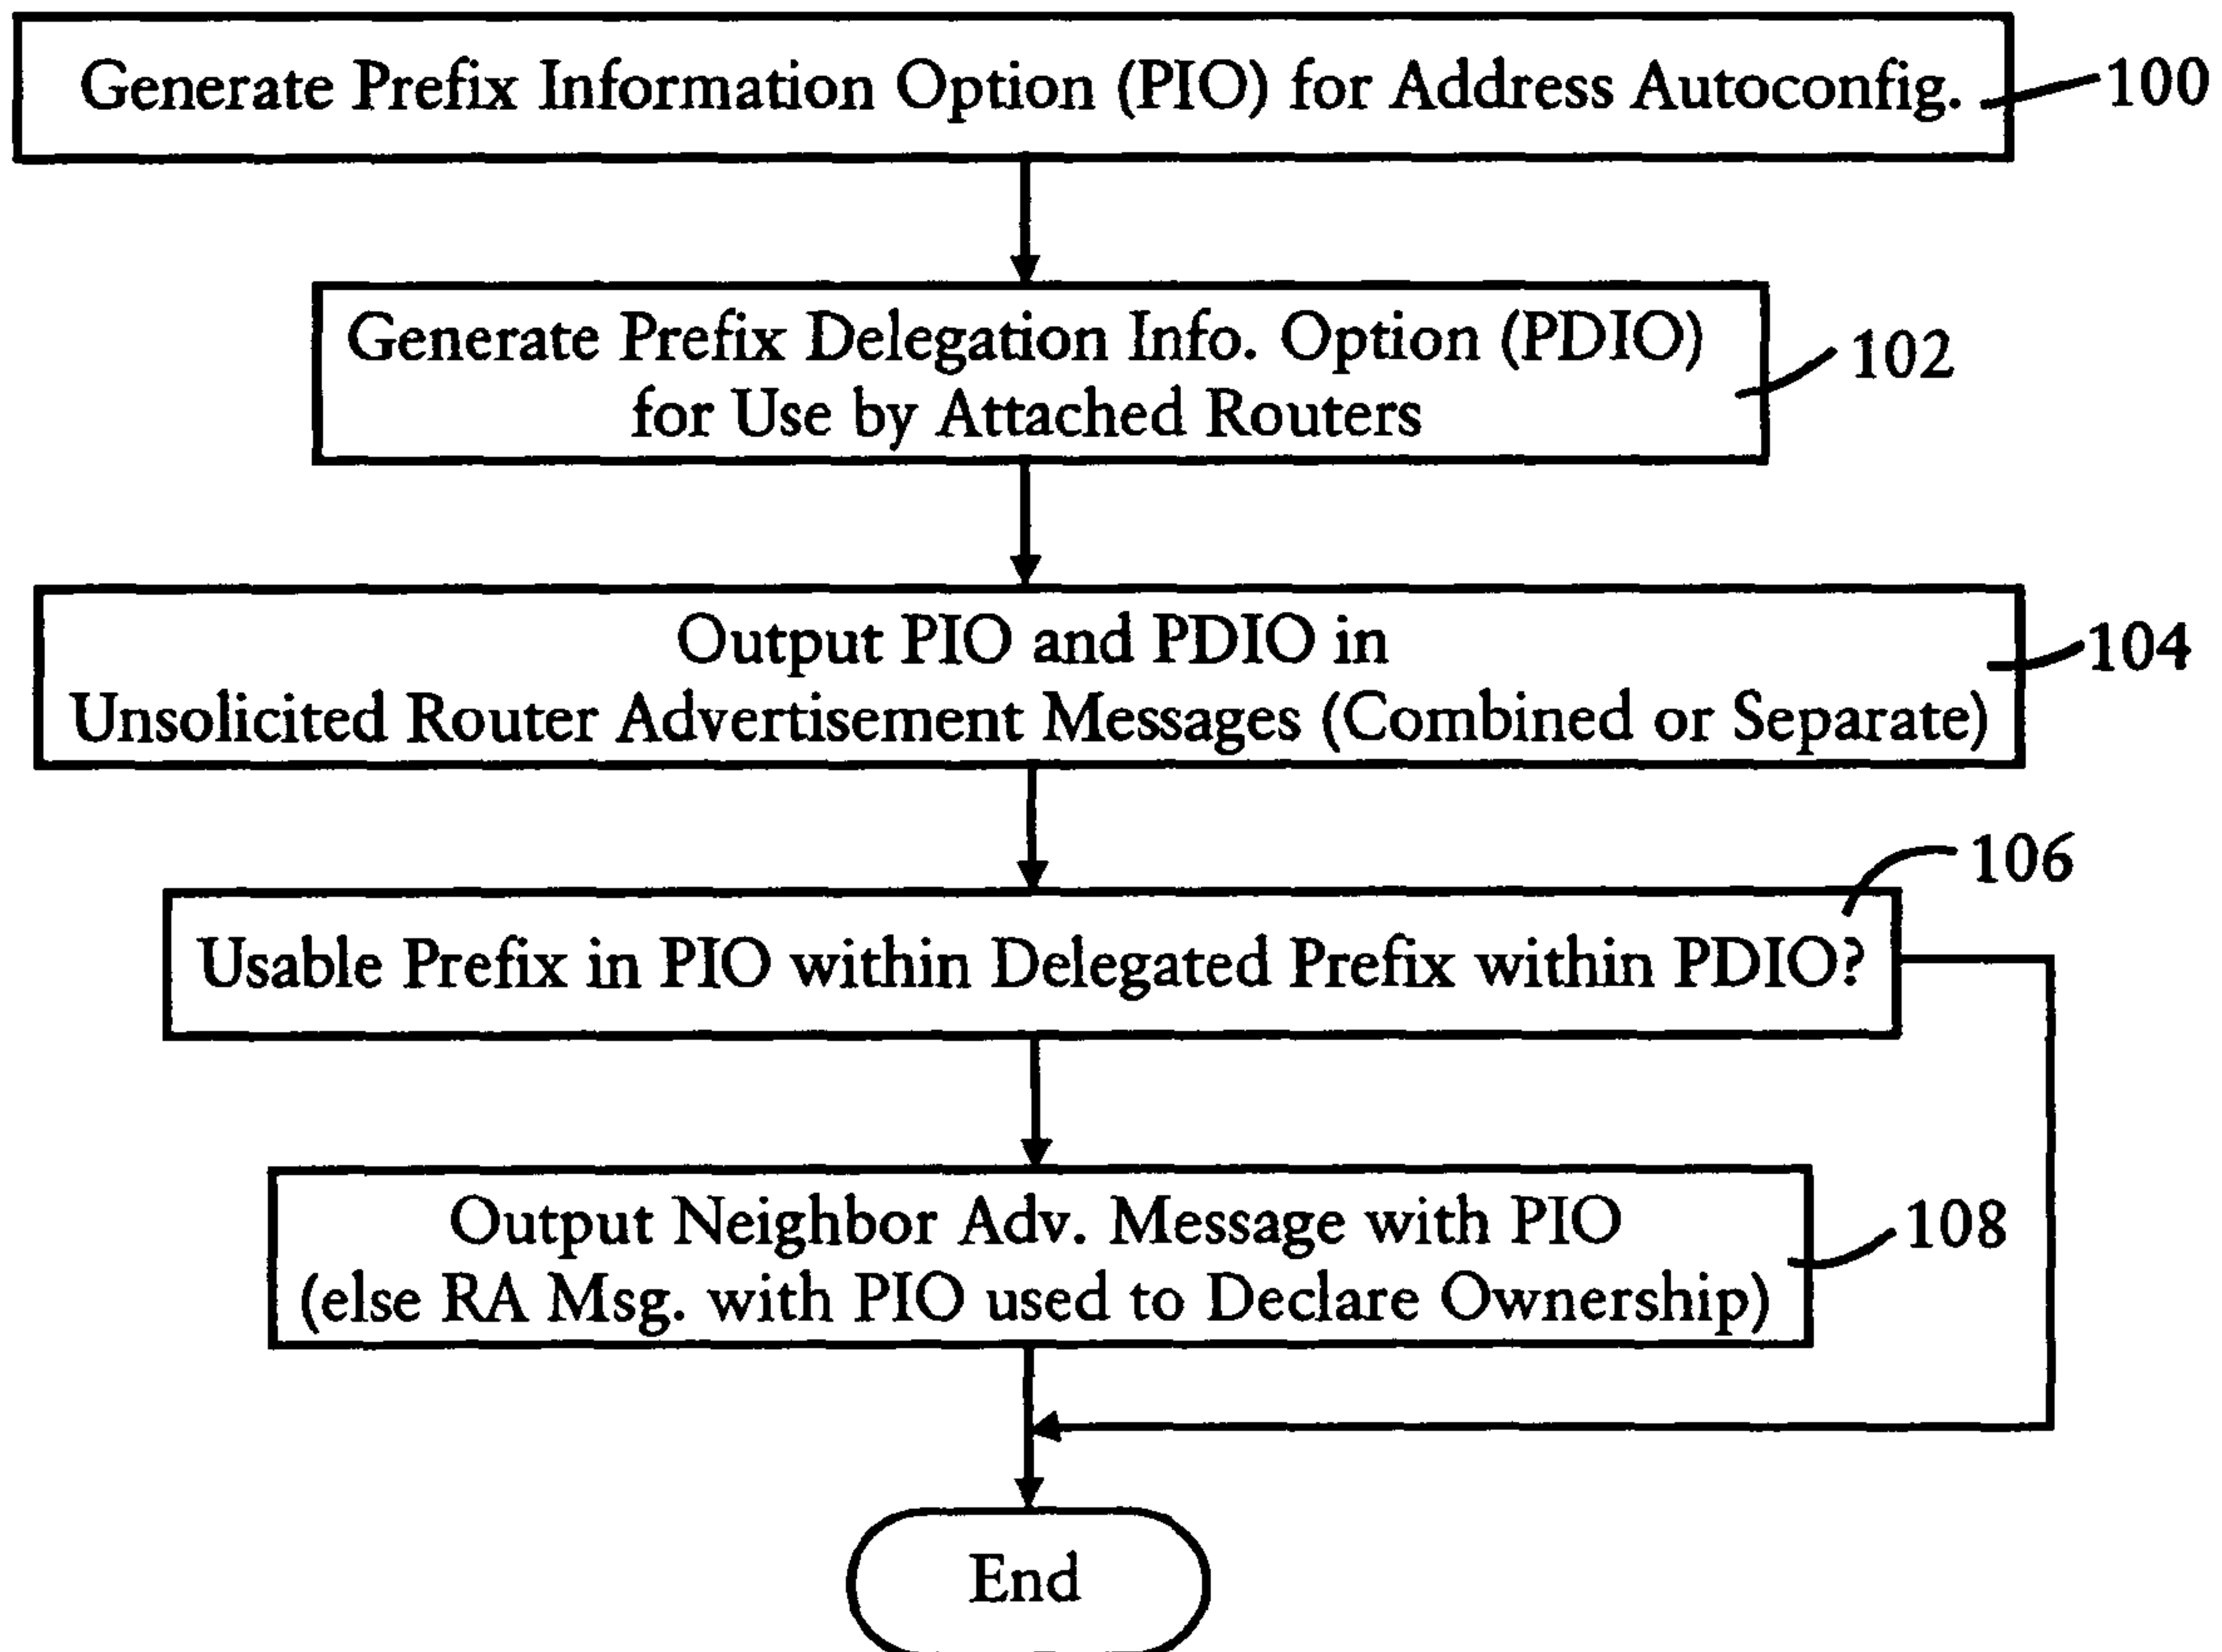 Generate Prefix Information Option (PIO) for Address Autoconfig.
100
Generate Prefix Delegation Info. Option (PDIO)
for Use by Attached Routers
102
Output PIO and PDIO in
Unsolicited Router Advertisement Messages (Combined or Separate)
104
106
Usable Prefix in PIO within Delegated Prefix within PDIO?
Output Neighbor Adv. Message with PIO
(else RA Msg. with PIO used to Declare Ownership)
108
End